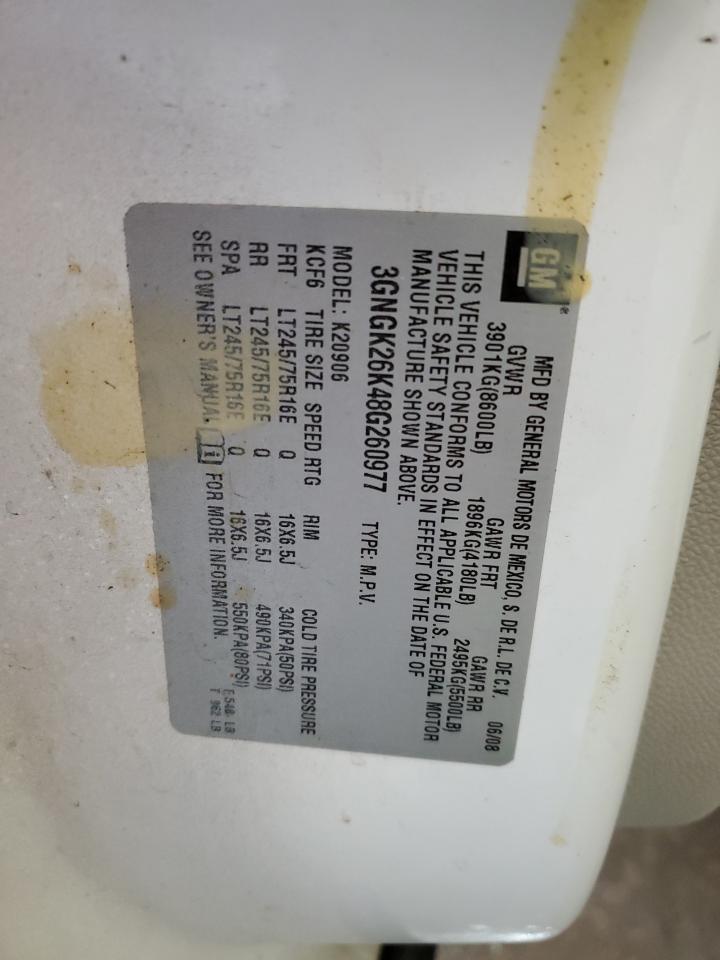 GM®
MFD BY GENERAL MOTORS DE MEXICO, S. DE R.L. DE C.V. 06/08
GVWR GAWR FRT GAWR RR
3901KG(8600LB) 1896KG(4180LB) 2495KG(5500LB)
THIS VEHICLE CONFORMS TO ALL APPLICABLE U.S. FEDERAL MOTOR
VEHICLE SAFETY STANDARDS IN EFFECT ON THE DATE OF
MANUFACTURE SHOWN ABOVE.
3GNGK26K48G260977 TYPE: M.P.V.
MODEL: K20906
KCF6 TIRE SIZE SPEED RTG RIM COLD TIRE PRESSURE
FRT LT245/75R16E Q 16X6.5J 340KPA(50PSI)
RR LT245/75R16E Q 16X6.5J 490KPA(71PSI)
SPA LT245/75R16E Q 16X6.5J 550KPA(80PSI)
SEE OWNER'S MANUAL FOR MORE INFORMATION.
T 962 LB